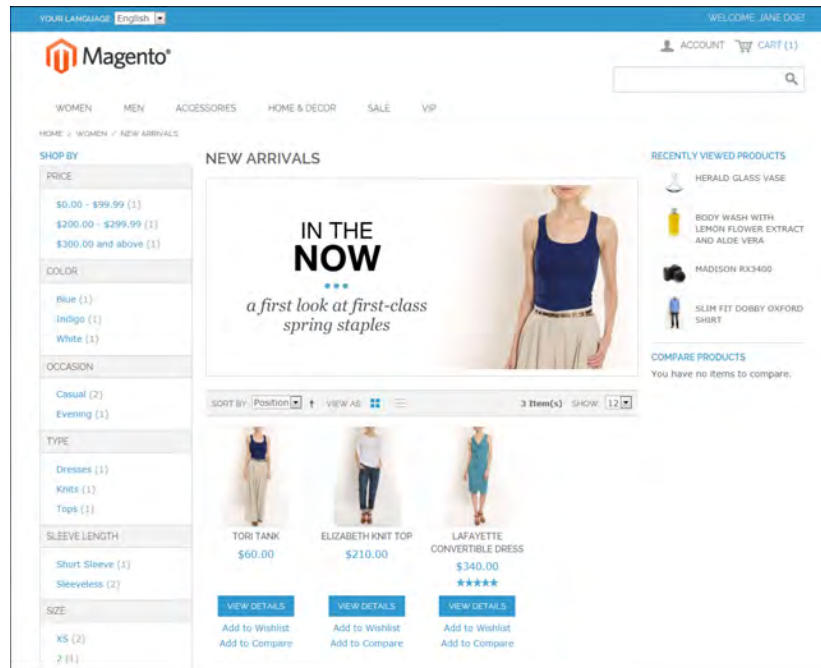 YOUR LANGUAGE: English
WELCOME, JANE DOE!
Magento®
ACCOUNT CART (1)
WOMEN MEN ACCESSORIES HOME & DECOR SALE VIP
HOME / WOMEN / NEW ARRIVALS
SHOP BY
PRICE
$0.00 - $99.99 (1)
$200.00 - $299.99 (1)
$300.00 and above (1)
COLOR
Blue (1)
Indigo (1)
White (1)
OCCASION
Casual (2)
Evening (1)
TYPE
Dresses (1)
Knits (1)
Tops (1)
SLEEVE LENGTH
Short Sleeve (1)
Sleeveless (2)
SIZE
XS (2)
2 (1)
NEW ARRIVALS
IN THE
NOW
a first look at first-class
spring staples
SORT BY Position VIEW AS 3 Item(s) SHOW 12
TORI TANK
$60.00
VIEW DETAILS
Add to Wishlist
Add to Compare
ELIZABETH KNIT TOP
$210.00
VIEW DETAILS
Add to Wishlist
Add to Compare
LAFAYETTE
CONVERTIBLE DRESS
$340.00
VIEW DETAILS
Add to Wishlist
Add to Compare
RECENTLY VIEWED PRODUCTS
HERALD GLASS VASE
BODY WASH WITH
LEMON FLOWER EXTRACT
AND ALOE VERA
MADISON RX3400
SLIM FIT DOBBY OXFORD
SHIRT
COMPARE PRODUCTS
You have no items to compare.